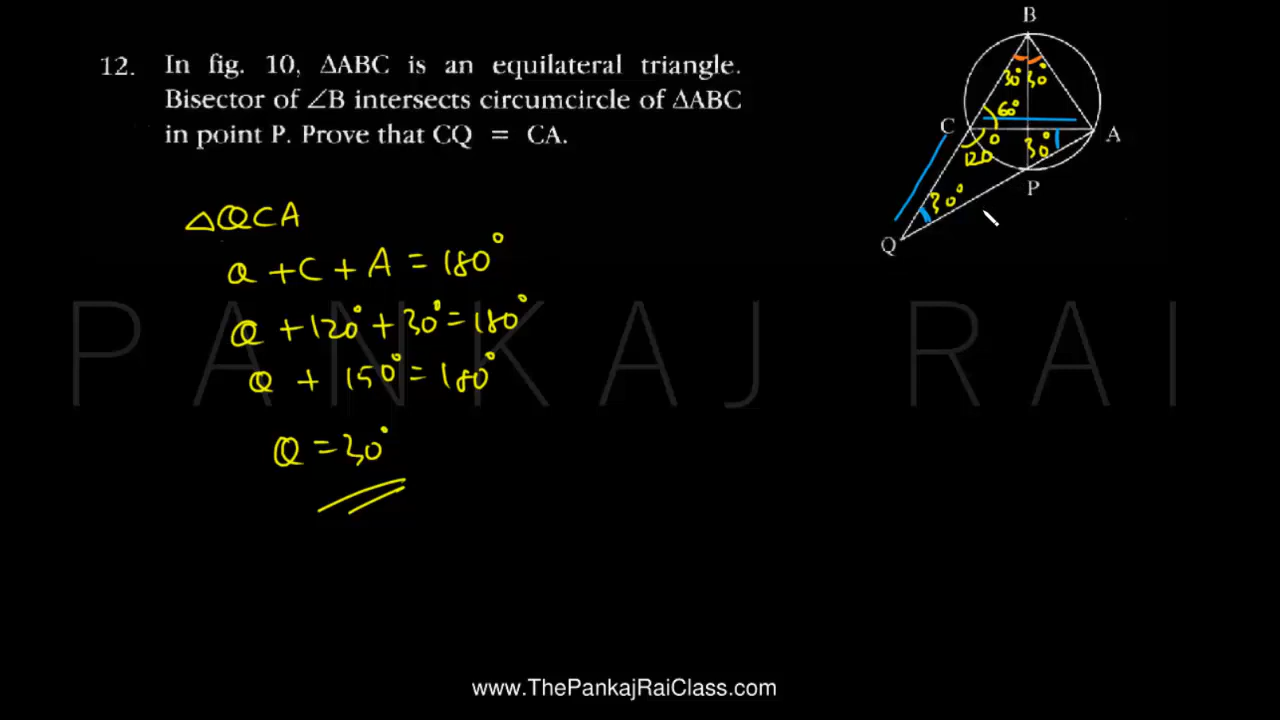 B
12. In fig. 10, ΔABC is an equilateral triangle.
Bisector of ∠B intersects circumcircle of ΔABC
in point P. Prove that CQ = CA.
30° 30°
60°
C
0
A
120
30°
P
30°
Q
△QCA
Q + C + A = 180°
Q + 120° + 30° = 180°
Q + 150° = 180°
Q = 30°
PANKAJ RAI
www.ThePankajRaiClass.com